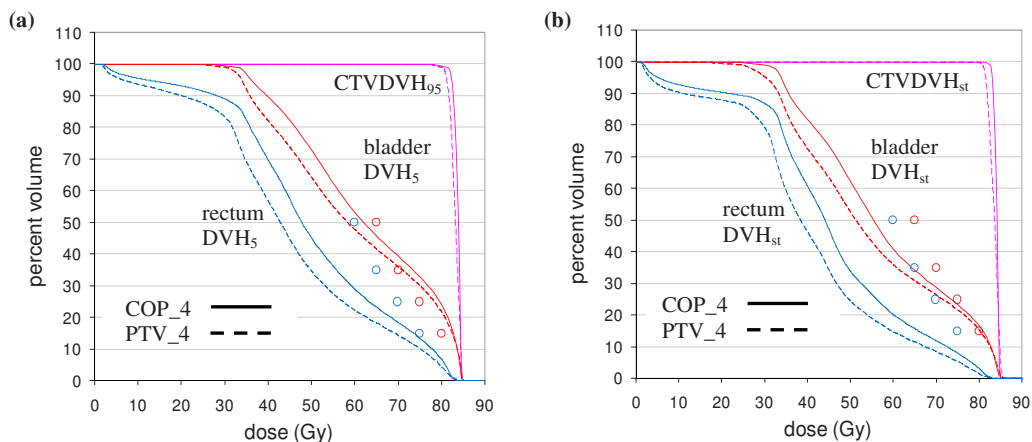 (a)
110
100
90
80
70
60
50
40
30
20
10
0
percent volume
CTVDVH95
bladder
DVH5
rectum
DVH5
COP_4
PTV_4
0 10 20 30 40 50 60 70 80 90
dose (Gy)
(b)
110
100
90
80
70
60
50
40
30
20
10
0
percent volume
CTVDVHst
bladder
DVHst
rectum
DVHst
COP_4
PTV_4
0 10 20 30 40 50 60 70 80 90
dose (Gy)